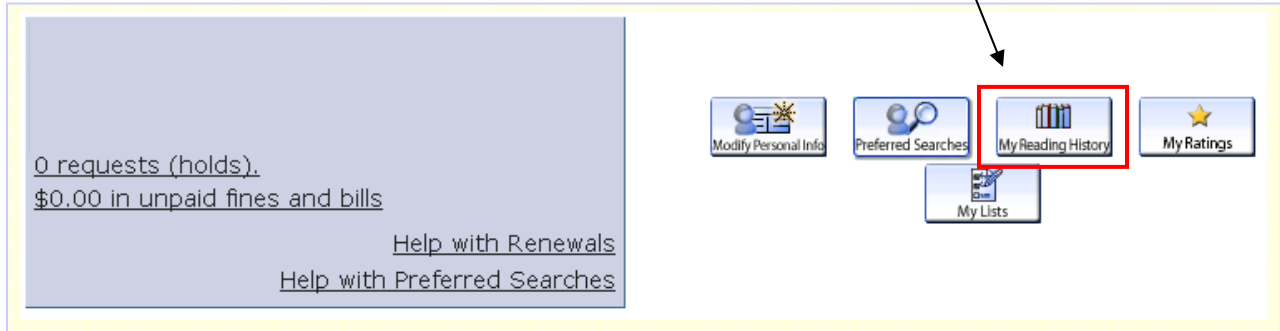 0 requests (holds).
$0.00 in unpaid fines and bills
Help with Renewals
Help with Preferred Searches
Modify Personal Info
Preferred Searches
My Reading History
My Ratings
My Lists